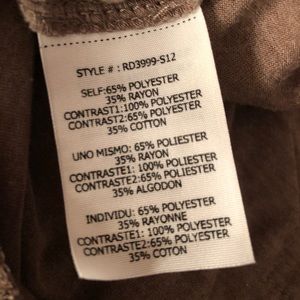 STYLE # : RD3999-S12
SELF:65% POLYESTER
35% RAYON
CONTRAST1:100% POLYESTER
CONTRAST2:65% POLYESTER
35% COTTON
UNO MISMO: 65% POLIESTER
35% RAYON
CONTRASTE1: 100% POLIESTER
CONTRASTE2:65% POLIESTER
35% ALGODON
INDIVIDU: 65% POLYESTER
35% RAYONNE
CONTRASTE1: 100% POLYESTER
CONTRASTE2: 65% POLYESTER
35% COTON